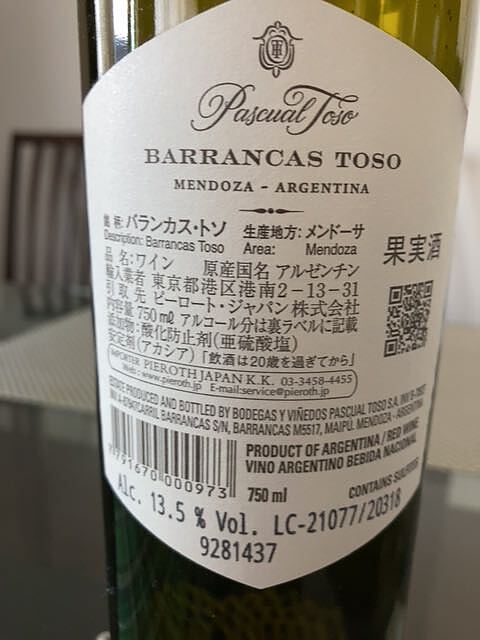 Pascual Toso
BARRANCAS TOSO
MENDOZA - ARGENTINA
銘 柄: バランカス・トソ 生産地方: メンドーサ
Description: Barrancas Toso Area: Mendoza
品 名: ワイン 原産国名 アルゼンチン
果実酒
輸入業者 東京都港区港南2-13-31
引 取 先 ピーロート・ジャパン株式会社
内容量 750㎖ アルコール分は裏ラベルに記載
添加物: 酸化防止剤(亜硫酸塩)
安定剤(アカシア)「飲酒は20歳を過ぎてから」
IMPORTER PIEROTH JAPAN K.K. 03-3458-4455
Web : www.pieroth.jp E-mail:service@pieroth.jp
ESTATE PRODUCED AND BOTTLED BY BODEGAS Y VIÑEDOS PASCUAL TOSO S.A.
CARRIL BARRANCAS S/N, BARRANCAS M5517, MAIPÚ. MENDOZA - ARGENTINA
PRODUCT OF ARGENTINA / RED WINE
VINO ARGENTINO BEBIDA NACIONAL
7 791670 000973
750 ml
CONTAINS
Alc. 13.5 % Vol. LC-21077/20318
9281437